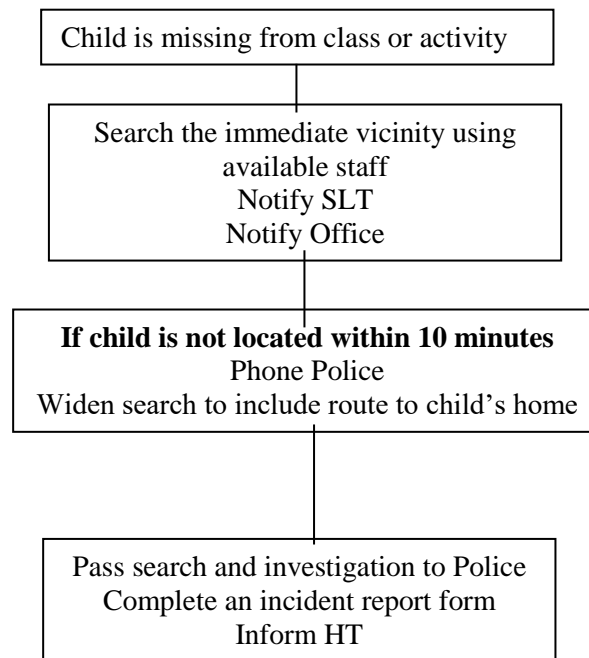 Child is missing from class or activity
Search the immediate vicinity using
available staff
Notify SLT
Notify Office
If child is not located within 10 minutes
Phone Police
Widen search to include route to child’s home
Pass search and investigation to Police
Complete an incident report form
Inform HT